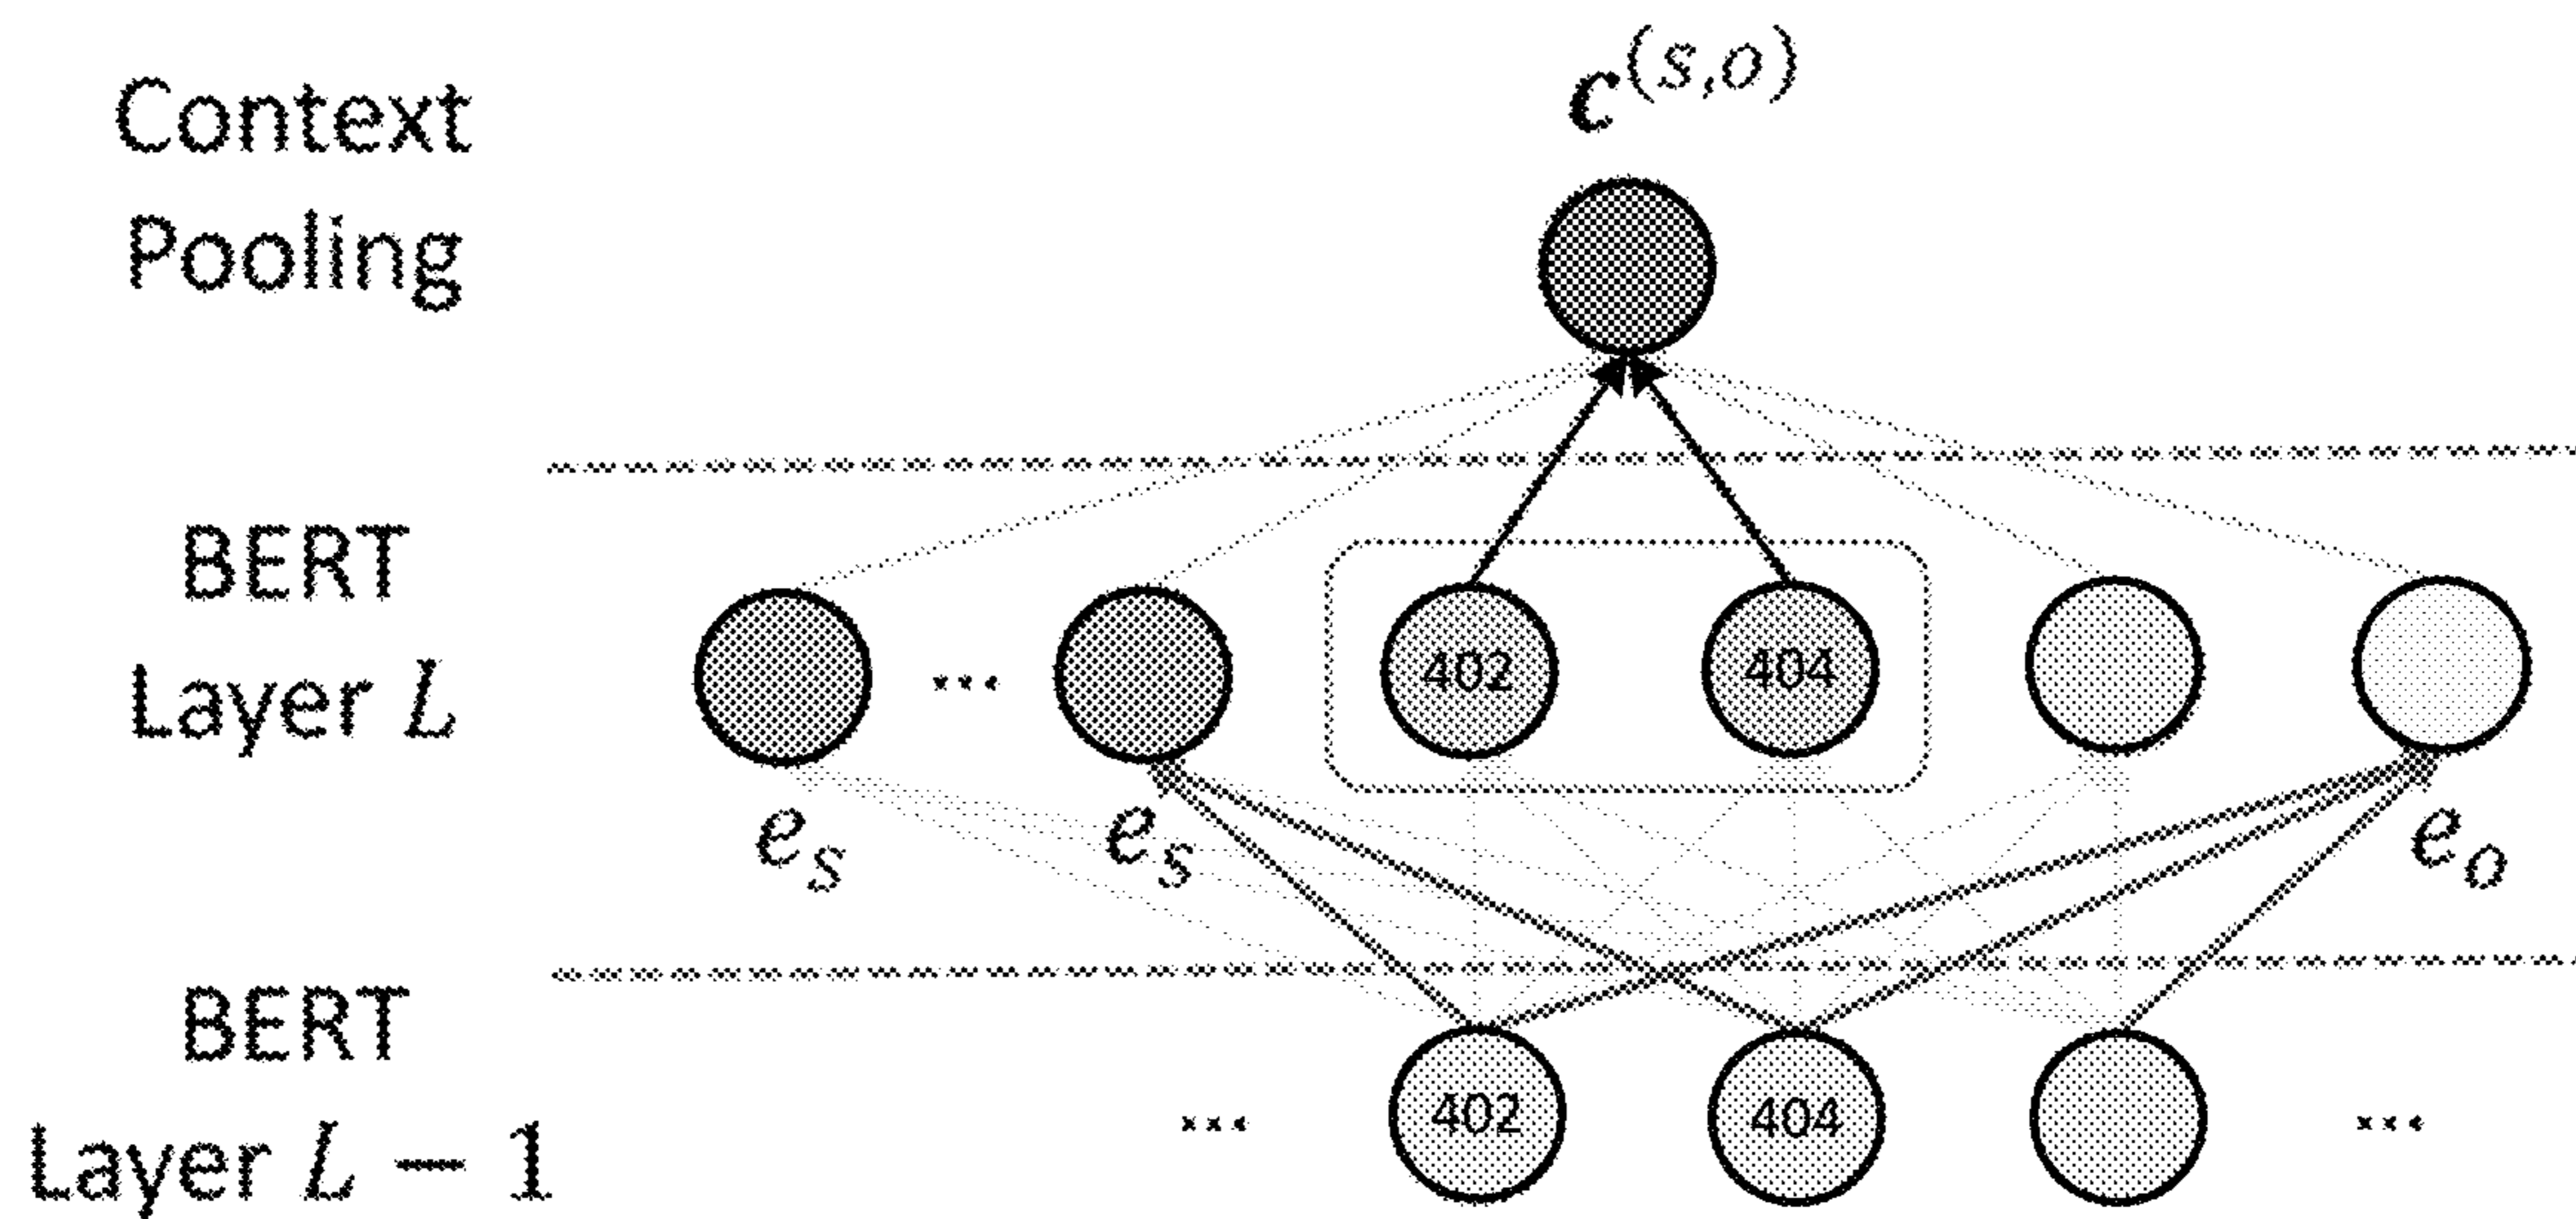 Context
Pooling
c^(s,o)
BERT
Layer L
402
404
...
e_s
e_s
e_o
BERT
Layer L − 1
...
402
404
...